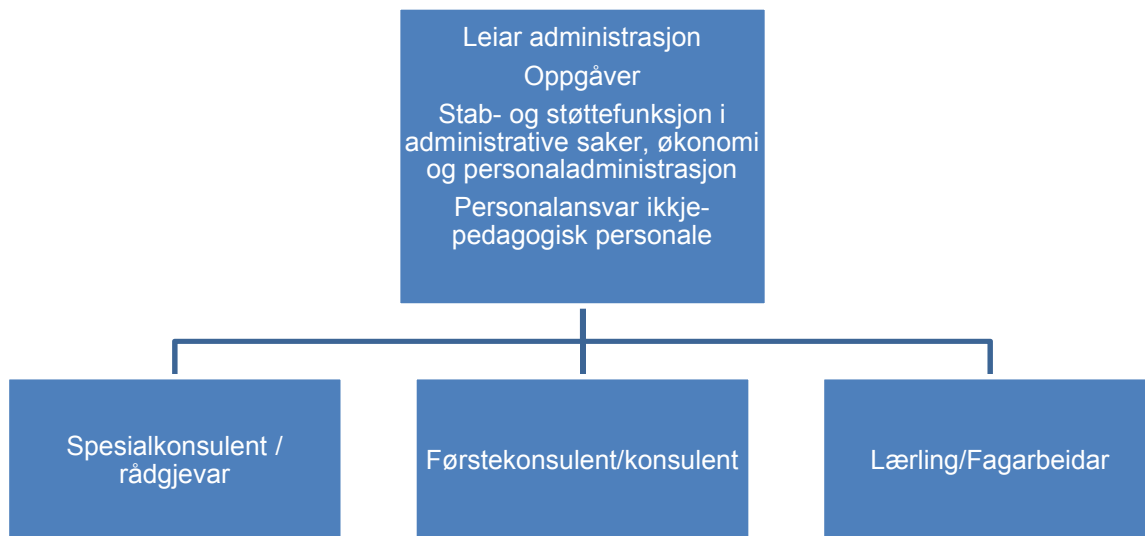 Leiar administrasjon
Oppgåver
Stab- og støttefunksjon i
administrative saker, økonomi
og personaladministrasjon
Personalansvar ikkje-
pedagogisk personale
Spesialkonsulent /
rådgjevar
Førstekonsulent/konsulent
Lærling/Fagarbeidar